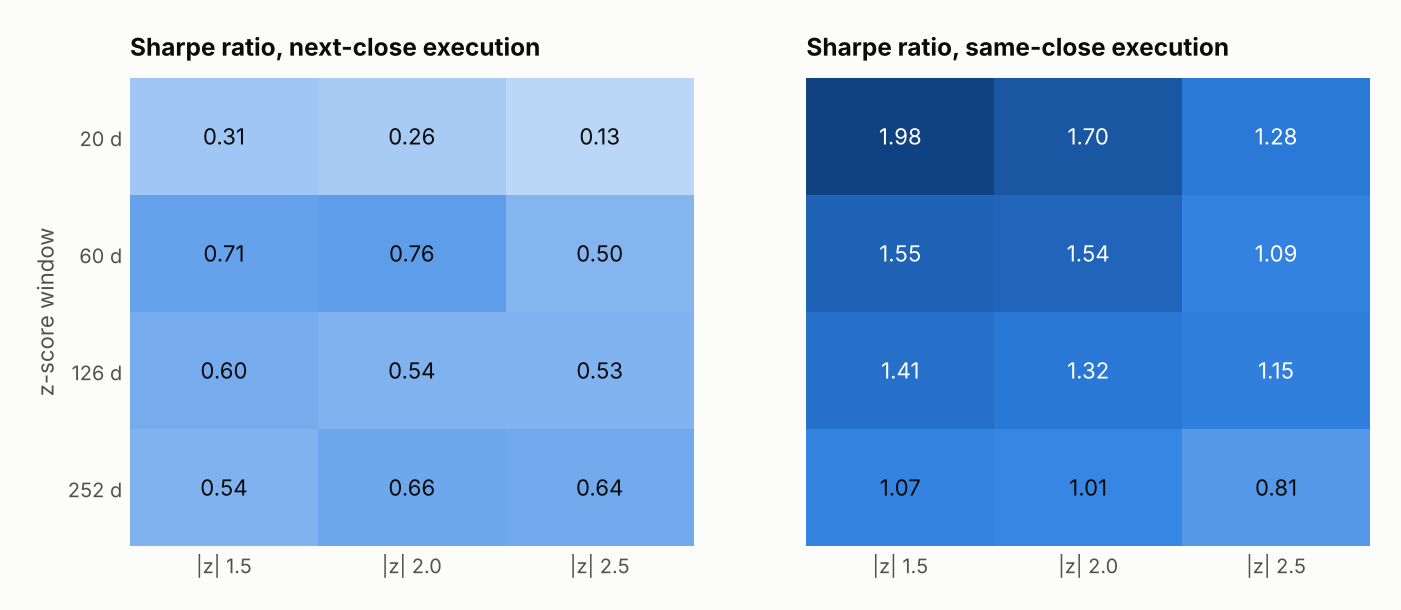 Sharpe ratio, next-close execution
Sharpe ratio, same-close execution
z-score window
20 d
0.31 0.26 0.13
1.98 1.70 1.28
60 d
0.71 0.76 0.50
1.55 1.54 1.09
126 d
0.60 0.54 0.53
1.41 1.32 1.15
252 d
0.54 0.66 0.64
1.07 1.01 0.81
|z| 1.5 |z| 2.0 |z| 2.5
|z| 1.5 |z| 2.0 |z| 2.5